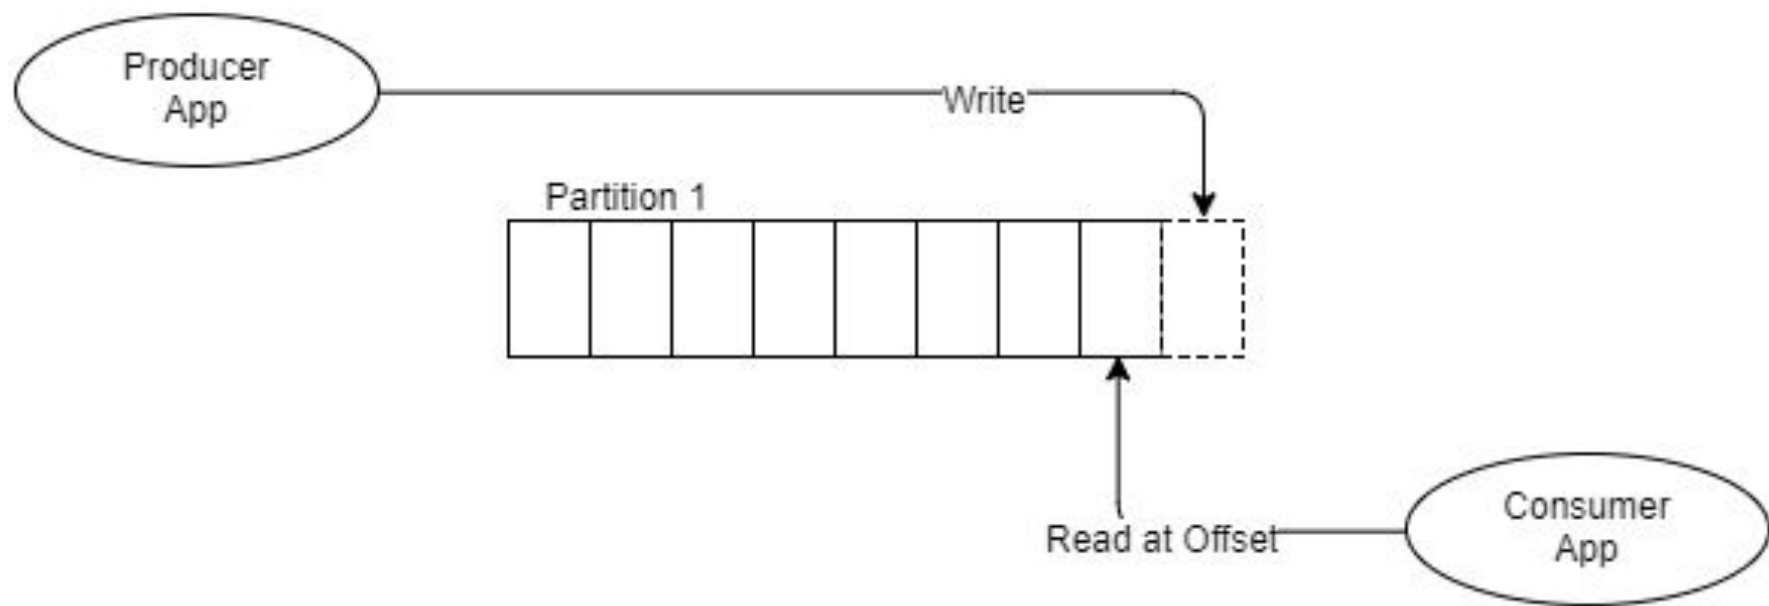 Producer
App
Write
Partition 1
Read at Offset
Consumer
App